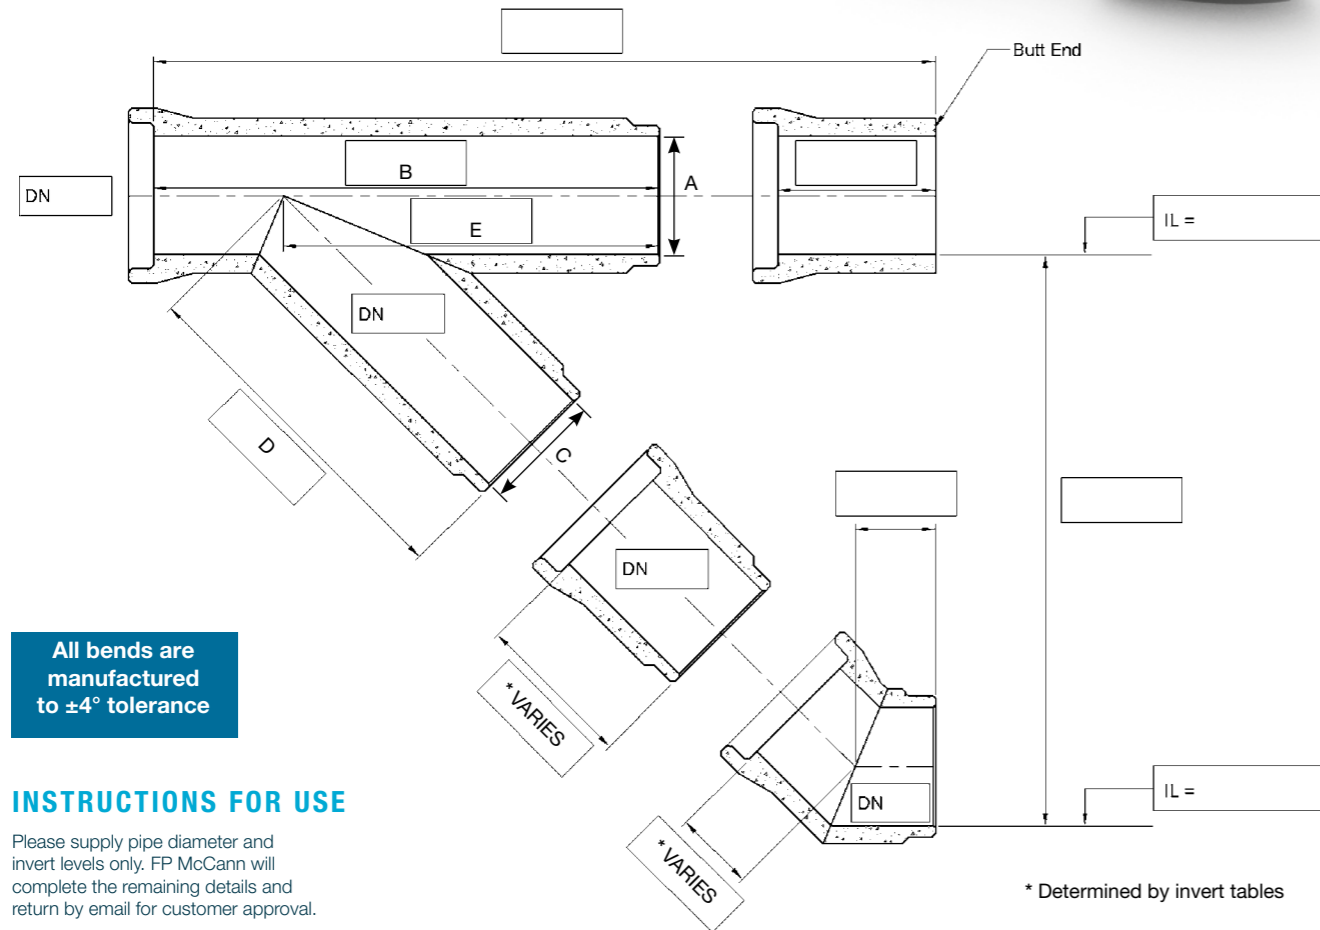 Butt End
B
A
DN
E
IL =
DN
D
C
DN
* VARIES
All bends are
manufactured
to ±4° tolerance
IL =
DN
* VARIES
INSTRUCTIONS FOR USE
Please supply pipe diameter and
invert levels only. FP McCann will
complete the remaining details and
return by email for customer approval.
* Determined by invert tables